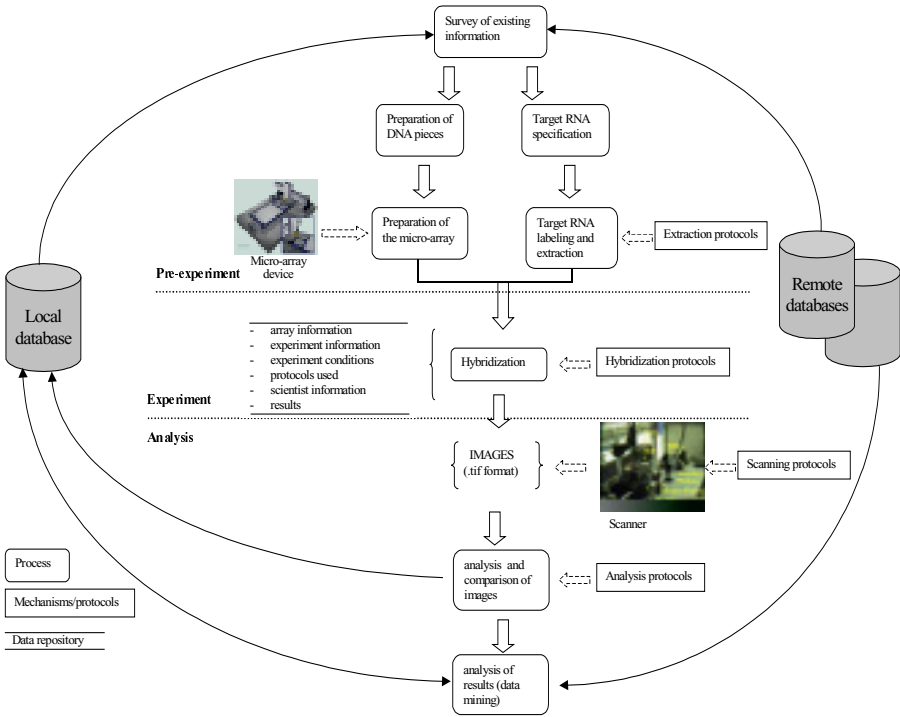 Survey of existing
information
Preparation of
DNA pieces
Target RNA
specification
Preparation of
the micro-array
Target RNA
labeling and
extraction
Extraction protocols
Micro-array
device
Pre-experiment
Local
database
Remote
databases
- array information
- experiment information
- experiment conditions
- protocols used
- scientist information
- results
Hybridization
Hybridization protocols
Experiment
Analysis
IMAGES
(.tif format)
Scanning protocols
Scanner
analysis and
comparison of
images
Analysis protocols
Process
Mechanisms/protocols
Data repository
analysis of
results (data
mining)